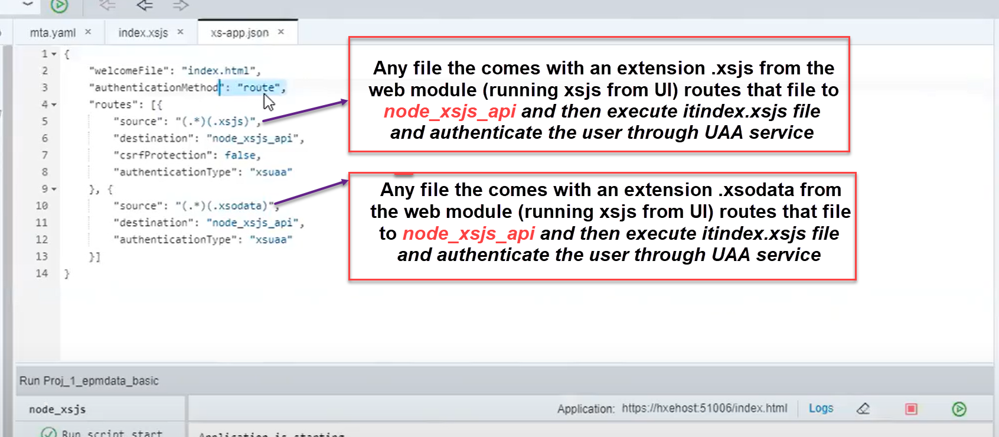 mta.yaml × index.xsjs × xs-app.json ×
1 {
2 "welcomeFile": "index.html",
3 "authenticationMethod": "route",
4 "routes": [{
5 "source": "(.*)(.xsjs)",
6 "destination": "node_xsjs_api",
7 "csrfProtection": false,
8 "authenticationType": "xsuaa"
9 }, {
10 "source": "(.*)(.xsodata)",
11 "destination": "node_xsjs_api",
12 "authenticationType": "xsuaa"
13 }]
14 }
Any file the comes with an extension .xsjs from the
web module (running xsjs from UI) routes that file to
node_xsjs_api and then execute itindex.xsjs file
and authenticate the user through UAA service
Any file the comes with an extension .xsodata from
the web module (running xsjs from UI) routes that file
to node_xsjs_api and then execute itindex.xsjs file
and authenticate the user through UAA service
Run Proj_1_epmdata_basic
node_xsjs
Application: https://hxehost:51006/index.html Logs
Run script start
Application is starting